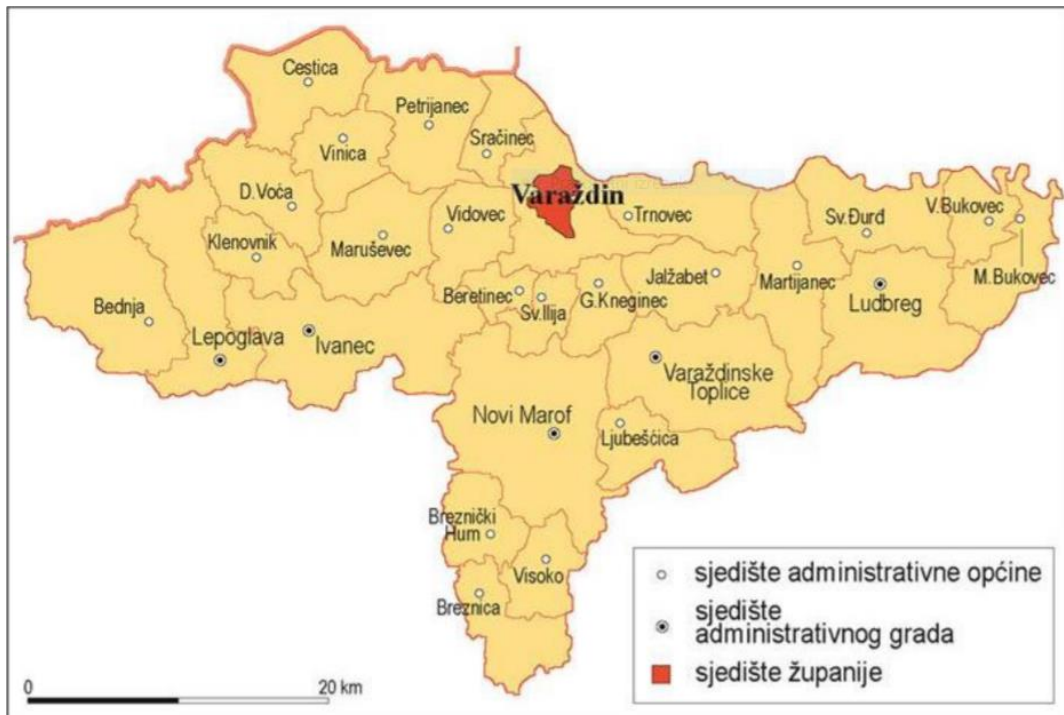 Cestica
Petrijanec
Sračinec
Vinica
Varaždin
D.Voća
Vidovec
Trnovec
Sv.Đurđ
V.Bukovec
Klenovnik
Maruševec
Jalžabet
Martijanec
M.Bukovec
Bednja
Beretinec
Sv.Ilija
G.Kneginec
Ludbreg
Lepoglava
Ivanec
Varaždinske
Toplice
Novi Marof
Ljubešćica
Breznički
Hum
Visoko
Breznica
sjedište administrativne općine
sjedište
administrativnog grada
sjedište županije
0
20 km